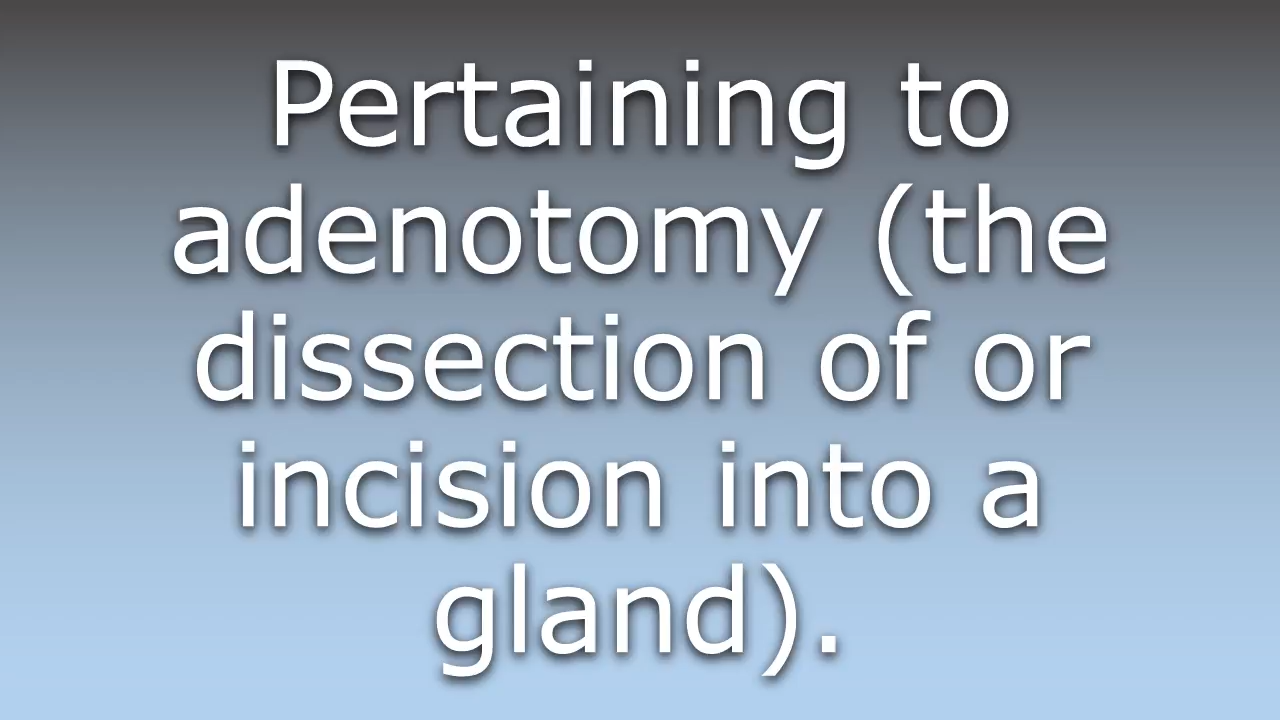 Pertaining to
adenotomy (the
dissection of or
incision into a
gland).